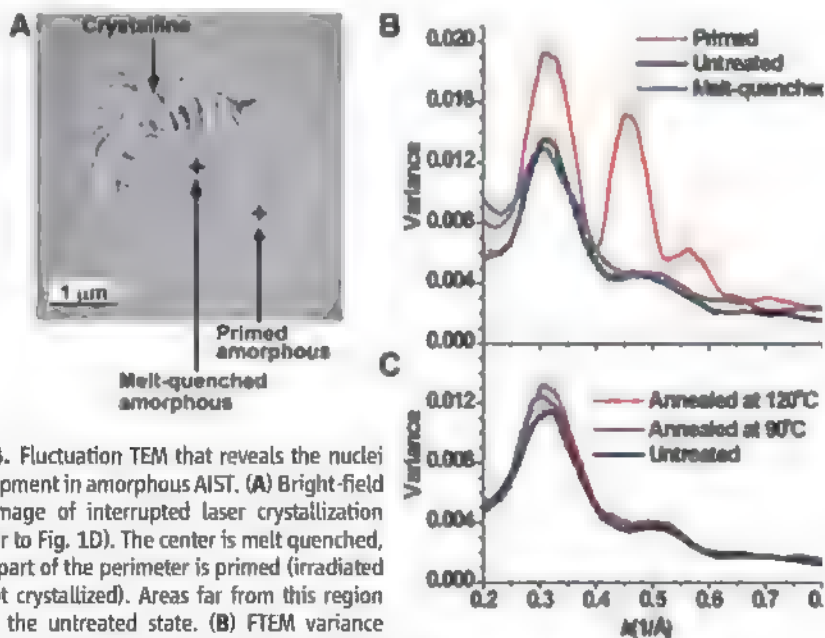 A
Crystalline
1 μm
Primed
amorphous
Melt-quenched
amorphous
B
0.020
0.016
0.012
0.008
0.004
0.000
Variance
Primed
Untreated
Melt-quenched
C
0.012
0.008
0.004
0.000
Variance
Annealed at 120°C
Annealed at 90°C
Untreated
0.2 0.3 0.4 0.5 0.6 0.7 0.
k(1/Å)
. Fluctuation TEM that reveals the nuclei
opment in amorphous AIST. (A) Bright-field
mage of interrupted laser crystallization
r to Fig. 1D). The center is melt quenched,
part of the perimeter is primed (irradiated
t crystallized). Areas far from this region
the untreated state. (B) FTEM variance